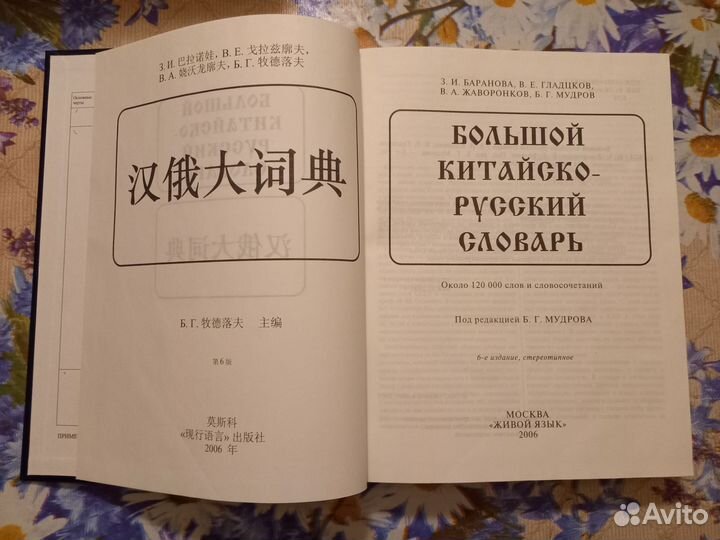 Основные
черты
ПРИМЕ
З. И. 巴拉诺娃, В. Е. 戈拉兹廓夫,
В. А. 娆沃龙廓夫, Б. Г. 牧德落夫
汉俄大词典
Б. Г. 牧德落夫 主编
第 6 版
莫斯科
«现行语言» 出版社
2006 年
З. И. БАРАНОВА, В. Е. ГЛАДЦКОВ,
В. А. ЖАВОРОНКОВ, Б. Г. МУДРОВ
БОЛЬШОЙ
КИТАЙСКО-
РУССКИЙ
СЛОВАРЬ
Около 120 000 слов и словосочетаний
Под редакцией Б. Г. МУДРОВА
6-е издание, стереотипное
МОСКВА
«ЖИВОЙ ЯЗЫК»
2006
Avito